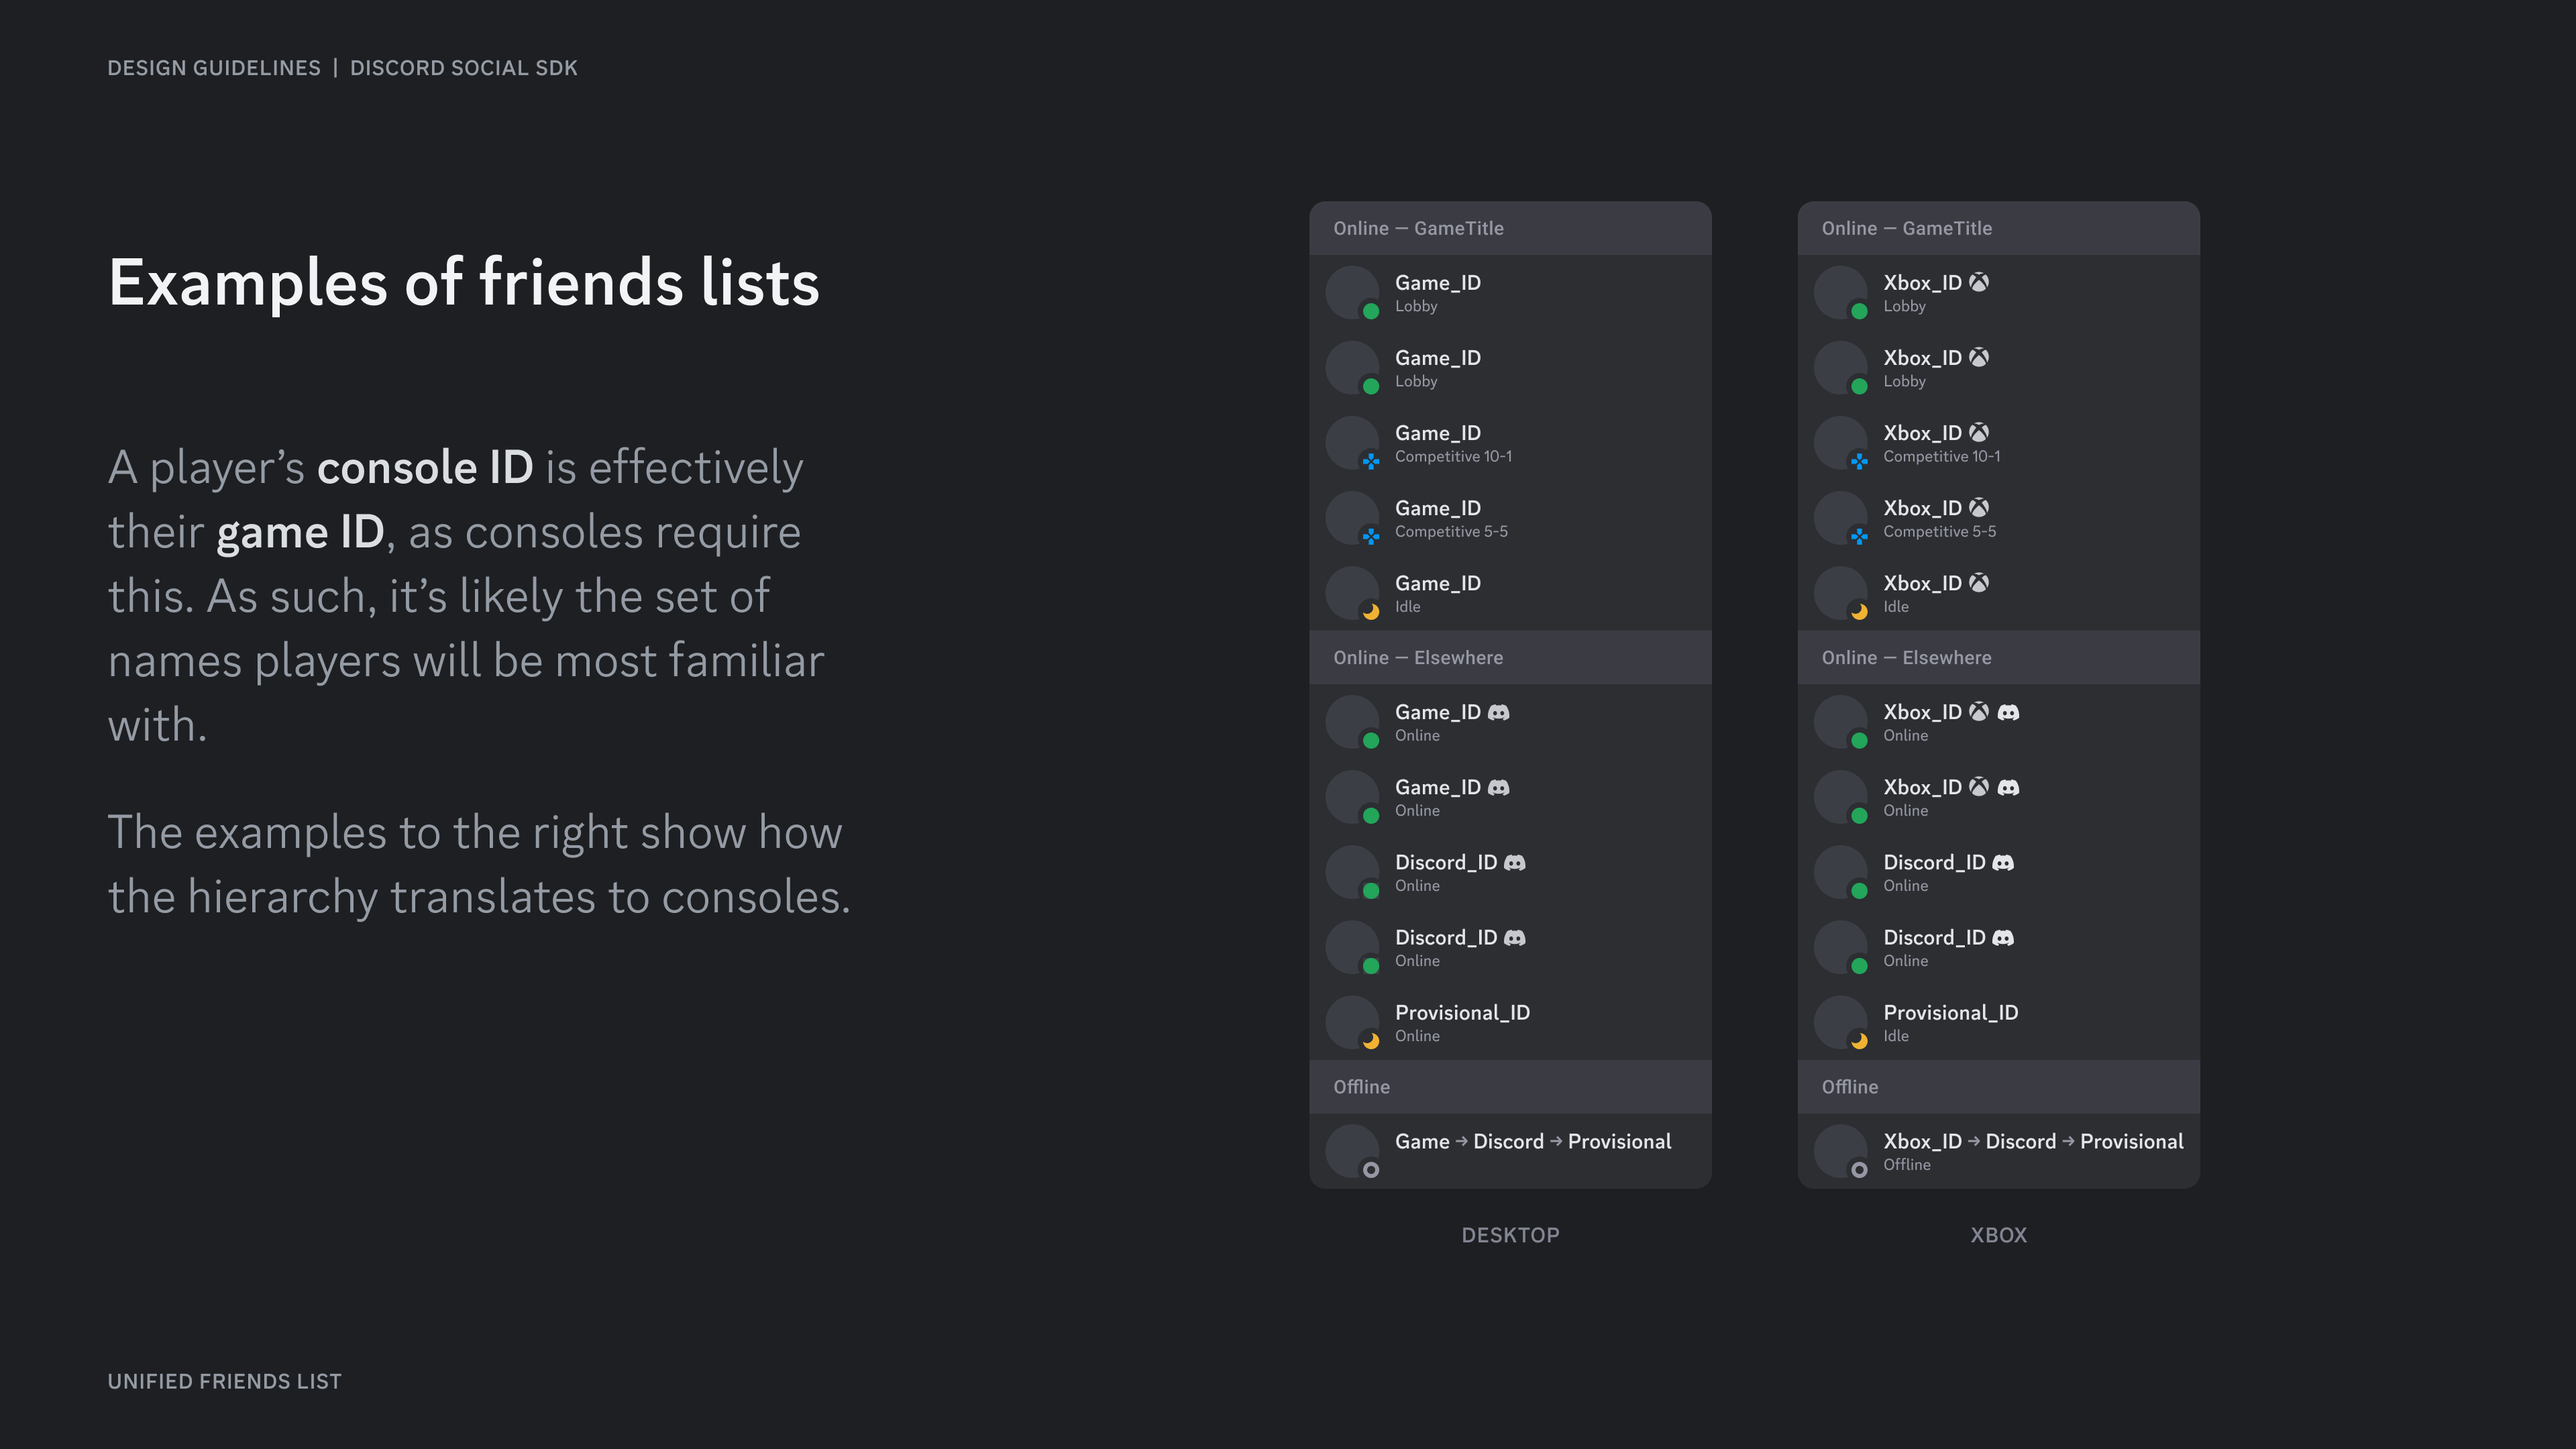 DESIGN GUIDELINES | DISCORD SOCIAL SDK
Examples of friends lists
A player’s console ID is effectively
their game ID, as consoles require
this. As such, it’s likely the set of
names players will be most familiar
with.
The examples to the right show how
the hierarchy translates to consoles.
Online — GameTitle
Game_ID
Lobby
Game_ID
Lobby
Game_ID
Competitive 10-1
Game_ID
Competitive 5-5
Game_ID
Idle
Online — Elsewhere
Game_ID
Online
Game_ID
Online
Discord_ID
Online
Discord_ID
Online
Provisional_ID
Online
Offline
Game → Discord → Provisional
DESKTOP
Online — GameTitle
Xbox_ID
Lobby
Xbox_ID
Lobby
Xbox_ID
Competitive 10-1
Xbox_ID
Competitive 5-5
Xbox_ID
Idle
Online — Elsewhere
Xbox_ID
Online
Xbox_ID
Online
Discord_ID
Online
Discord_ID
Online
Provisional_ID
Idle
Offline
Xbox_ID → Discord → Provisional
Offline
XBOX
UNIFIED FRIENDS LIST